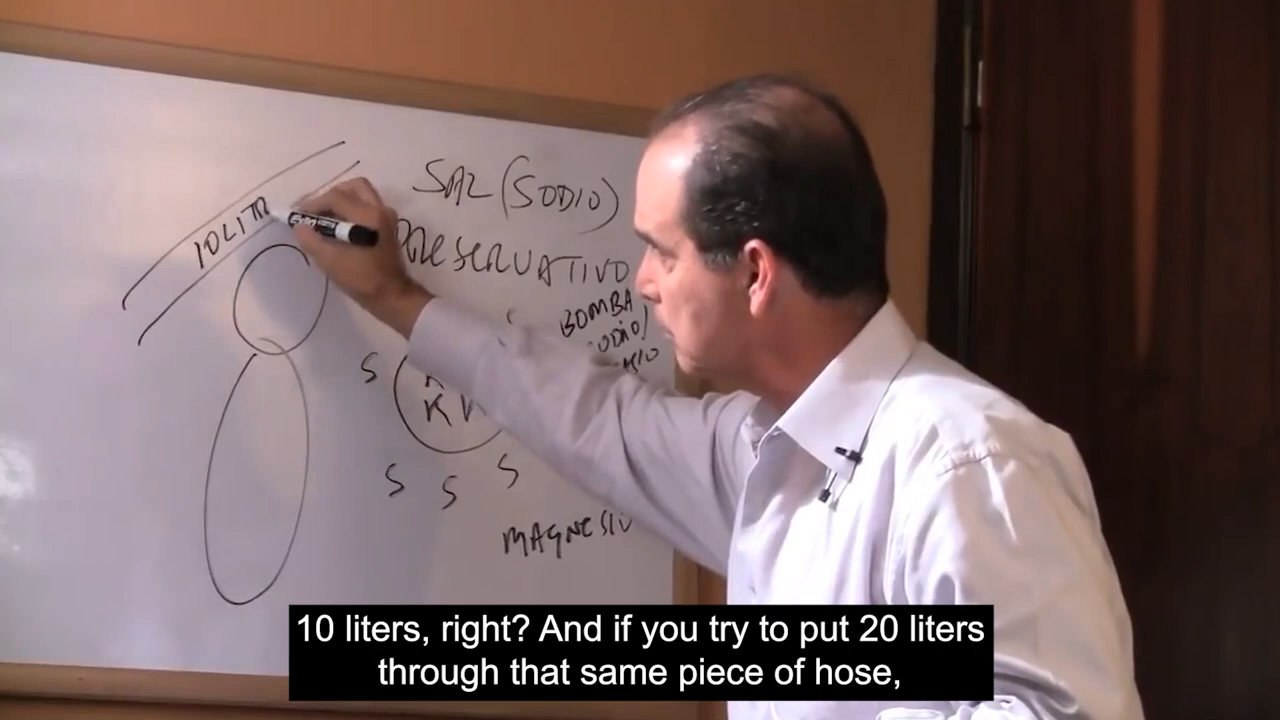 SAL (SODIO)
10 LITR
PRESERVATIVO
BOMBA
S
K
S S S
MAGNESIO
10 liters, right? And if you try to put 20 liters
through that same piece of hose,